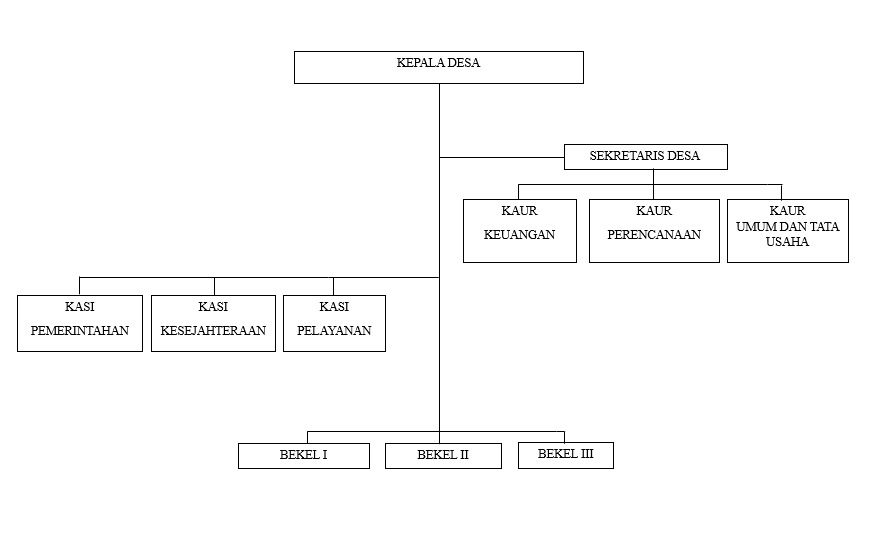 KEPALA DESA
SEKRETARIS DESA
KAUR
KEUANGAN
KAUR
PERENCANAAN
KAUR
UMUM DAN TATA
USAHA
KASI
PEMERINTAHAN
KASI
KESEJAHTERAAN
KASI
PELAYANAN
BEKEL I
BEKEL II
BEKEL III